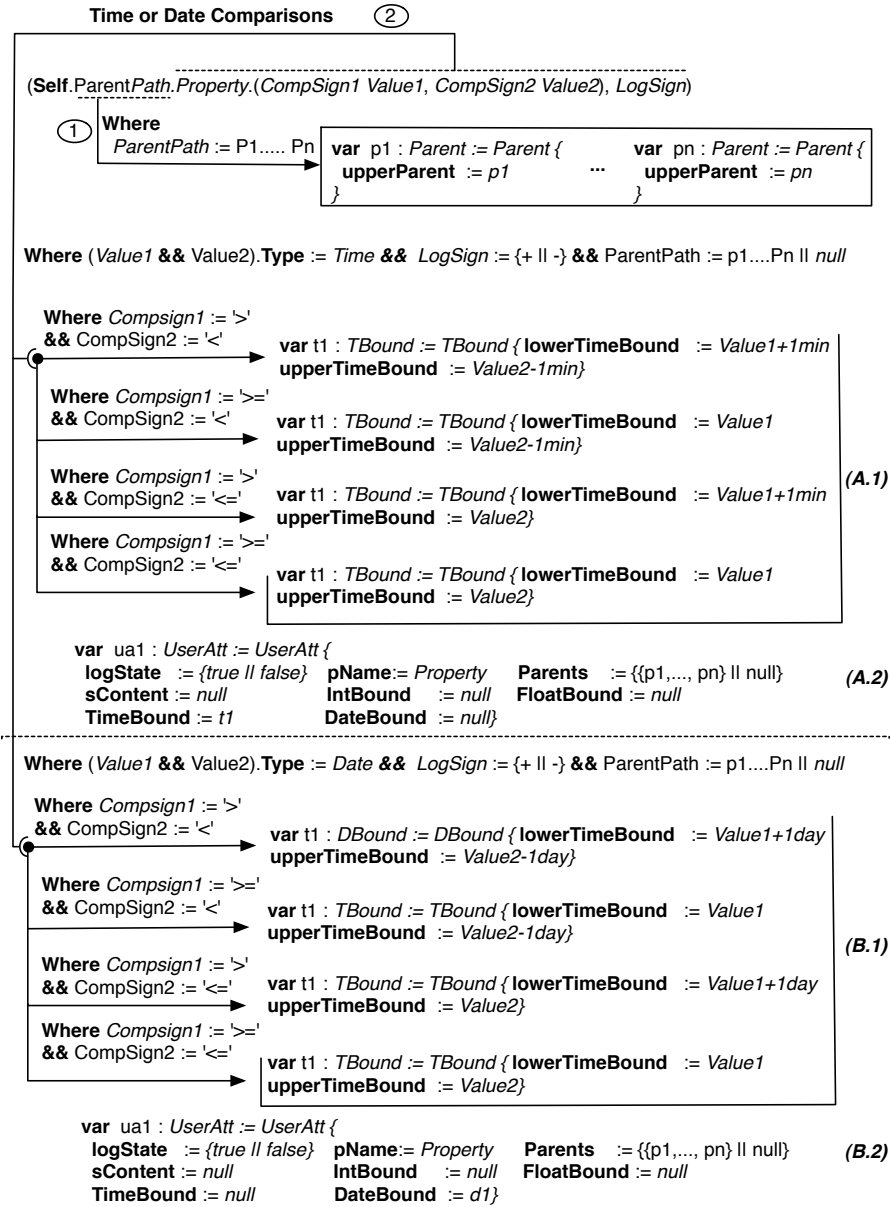 Time or Date Comparisons 2
(Self.ParentPath.Property.(CompSign1 Value1, CompSign2 Value2), LogSign)
1 Where
ParentPath := P1..... Pn
var p1 : Parent := Parent { ... var pn : Parent := Parent {
upperParent := p1 upperParent := pn
} }
Where (Value1 && Value2).Type := Time && LogSign := {+ || -} && ParentPath := p1....Pn || null
Where Compsign1 := '>'
&& CompSign2 := '<'
var t1 : TBound := TBound { lowerTimeBound := Value1+1min
upperTimeBound := Value2-1min}
Where Compsign1 := '>='
&& CompSign2 := '<'
var t1 : TBound := TBound { lowerTimeBound := Value1
upperTimeBound := Value2-1min}
Where Compsign1 := '>'
&& CompSign2 := '<='
var t1 : TBound := TBound { lowerTimeBound := Value1+1min
upperTimeBound := Value2}
(A.1)
Where Compsign1 := '>='
&& CompSign2 := '<='
var t1 : TBound := TBound { lowerTimeBound := Value1
upperTimeBound := Value2}
var ua1 : UserAtt := UserAtt {
logState := {true || false} pName:= Property Parents := {{p1,..., pn} || null}
sContent := null IntBound := null FloatBound := null
TimeBound := t1 DateBound := null}
(A.2)
Where (Value1 && Value2).Type := Date && LogSign := {+ || -} && ParentPath := p1....Pn || null
Where Compsign1 := '>'
&& CompSign2 := '<'
var t1 : DBound := DBound { lowerTimeBound := Value1+1day
upperTimeBound := Value2-1day}
Where Compsign1 := '>='
&& CompSign2 := '<'
var t1 : TBound := TBound { lowerTimeBound := Value1
upperTimeBound := Value2-1day}
(B.1)
Where Compsign1 := '>'
&& CompSign2 := '<='
var t1 : TBound := TBound { lowerTimeBound := Value1+1day
upperTimeBound := Value2}
Where Compsign1 := '>='
&& CompSign2 := '<='
var t1 : TBound := TBound { lowerTimeBound := Value1
upperTimeBound := Value2}
var ua1 : UserAtt := UserAtt {
logState := {true || false} pName:= Property Parents := {{p1,..., pn} || null}
sContent := null IntBound := null FloatBound := null
TimeBound := null DateBound := d1}
(B.2)